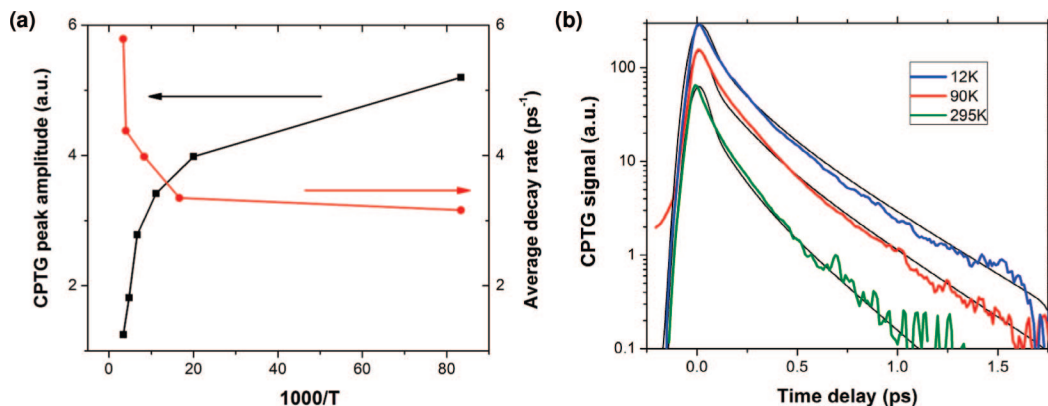 (a)
6
4
2
CPTG peak amplitude (a.u.)
6
4
2
Average decay rate (ps⁻¹)
0 20 40 60 80
1000/T
(b)
100
10
1
0.1
CPTG signal (a.u.)
12K
90K
295K
0.0 0.5 1.0 1.5
Time delay (ps)